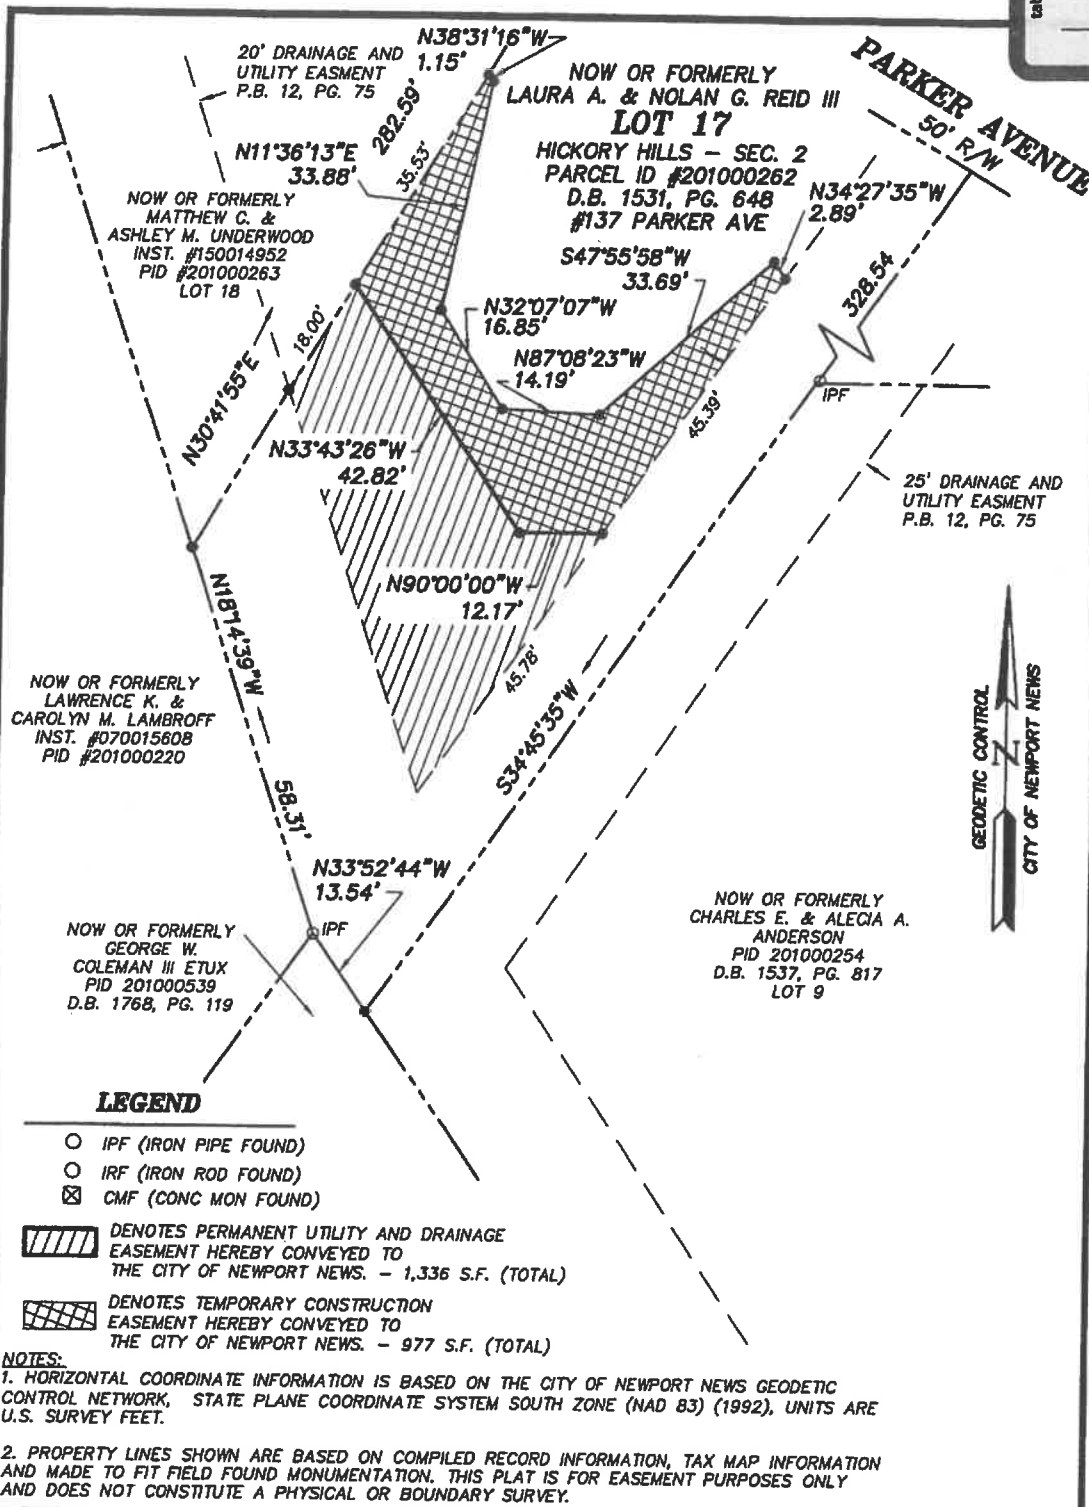 20' DRAINAGE AND
UTILITY EASMENT
P.B. 12, PG. 75
N38°31'16"W
1.15'
282.59'
35.53'
N11°36'13"E
33.88'
NOW OR FORMERLY
LAURA A. & NOLAN G. REID III
LOT 17
HICKORY HILLS - SEC. 2
PARCEL ID #201000262
D.B. 1531, PG. 648
#137 PARKER AVE
PARKER AVENUE
50' R/W
N34°27'35"W
2.89'
NOW OR FORMERLY
MATTHEW C. &
ASHLEY M. UNDERWOOD
INST. #150014952
PID #201000263
LOT 18
S47°55'58"W
33.69'
328.54
N32°07'07"W
16.85'
N87°08'23"W
14.19'
18.00'
N30°41'55"E
IPF
45.39'
N33°43'26"W
42.82'
25' DRAINAGE AND
UTILITY EASMENT
P.B. 12, PG. 75
N90°00'00"W
12.17'
N18°14'39"W
58.31'
45.78'
S34°45'35"W
NOW OR FORMERLY
LAWRENCE K. &
CAROLYN M. LAMBROFF
INST. #070015608
PID #201000220
GEODETIC CONTROL
N
CITY OF NEWPORT NEWS
N33°52'44"W
13.54'
IPF
NOW OR FORMERLY
GEORGE W.
COLEMAN III ETUX
PID 201000539
D.B. 1768, PG. 119
NOW OR FORMERLY
CHARLES E. & ALECIA A.
ANDERSON
PID 201000254
D.B. 1537, PG. 817
LOT 9
LEGEND
IPF (IRON PIPE FOUND)
IRF (IRON ROD FOUND)
CMF (CONC MON FOUND)
DENOTES PERMANENT UTILITY AND DRAINAGE
EASEMENT HEREBY CONVEYED TO
THE CITY OF NEWPORT NEWS. - 1,336 S.F. (TOTAL)
DENOTES TEMPORARY CONSTRUCTION
EASEMENT HEREBY CONVEYED TO
THE CITY OF NEWPORT NEWS. - 977 S.F. (TOTAL)
NOTES:
1. HORIZONTAL COORDINATE INFORMATION IS BASED ON THE CITY OF NEWPORT NEWS GEODETIC
CONTROL NETWORK, STATE PLANE COORDINATE SYSTEM SOUTH ZONE (NAD 83) (1992), UNITS ARE
U.S. SURVEY FEET.
2. PROPERTY LINES SHOWN ARE BASED ON COMPILED RECORD INFORMATION, TAX MAP INFORMATION
AND MADE TO FIT FIELD FOUND MONUMENTATION. THIS PLAT IS FOR EASEMENT PURPOSES ONLY
AND DOES NOT CONSTITUTE A PHYSICAL OR BOUNDARY SURVEY.